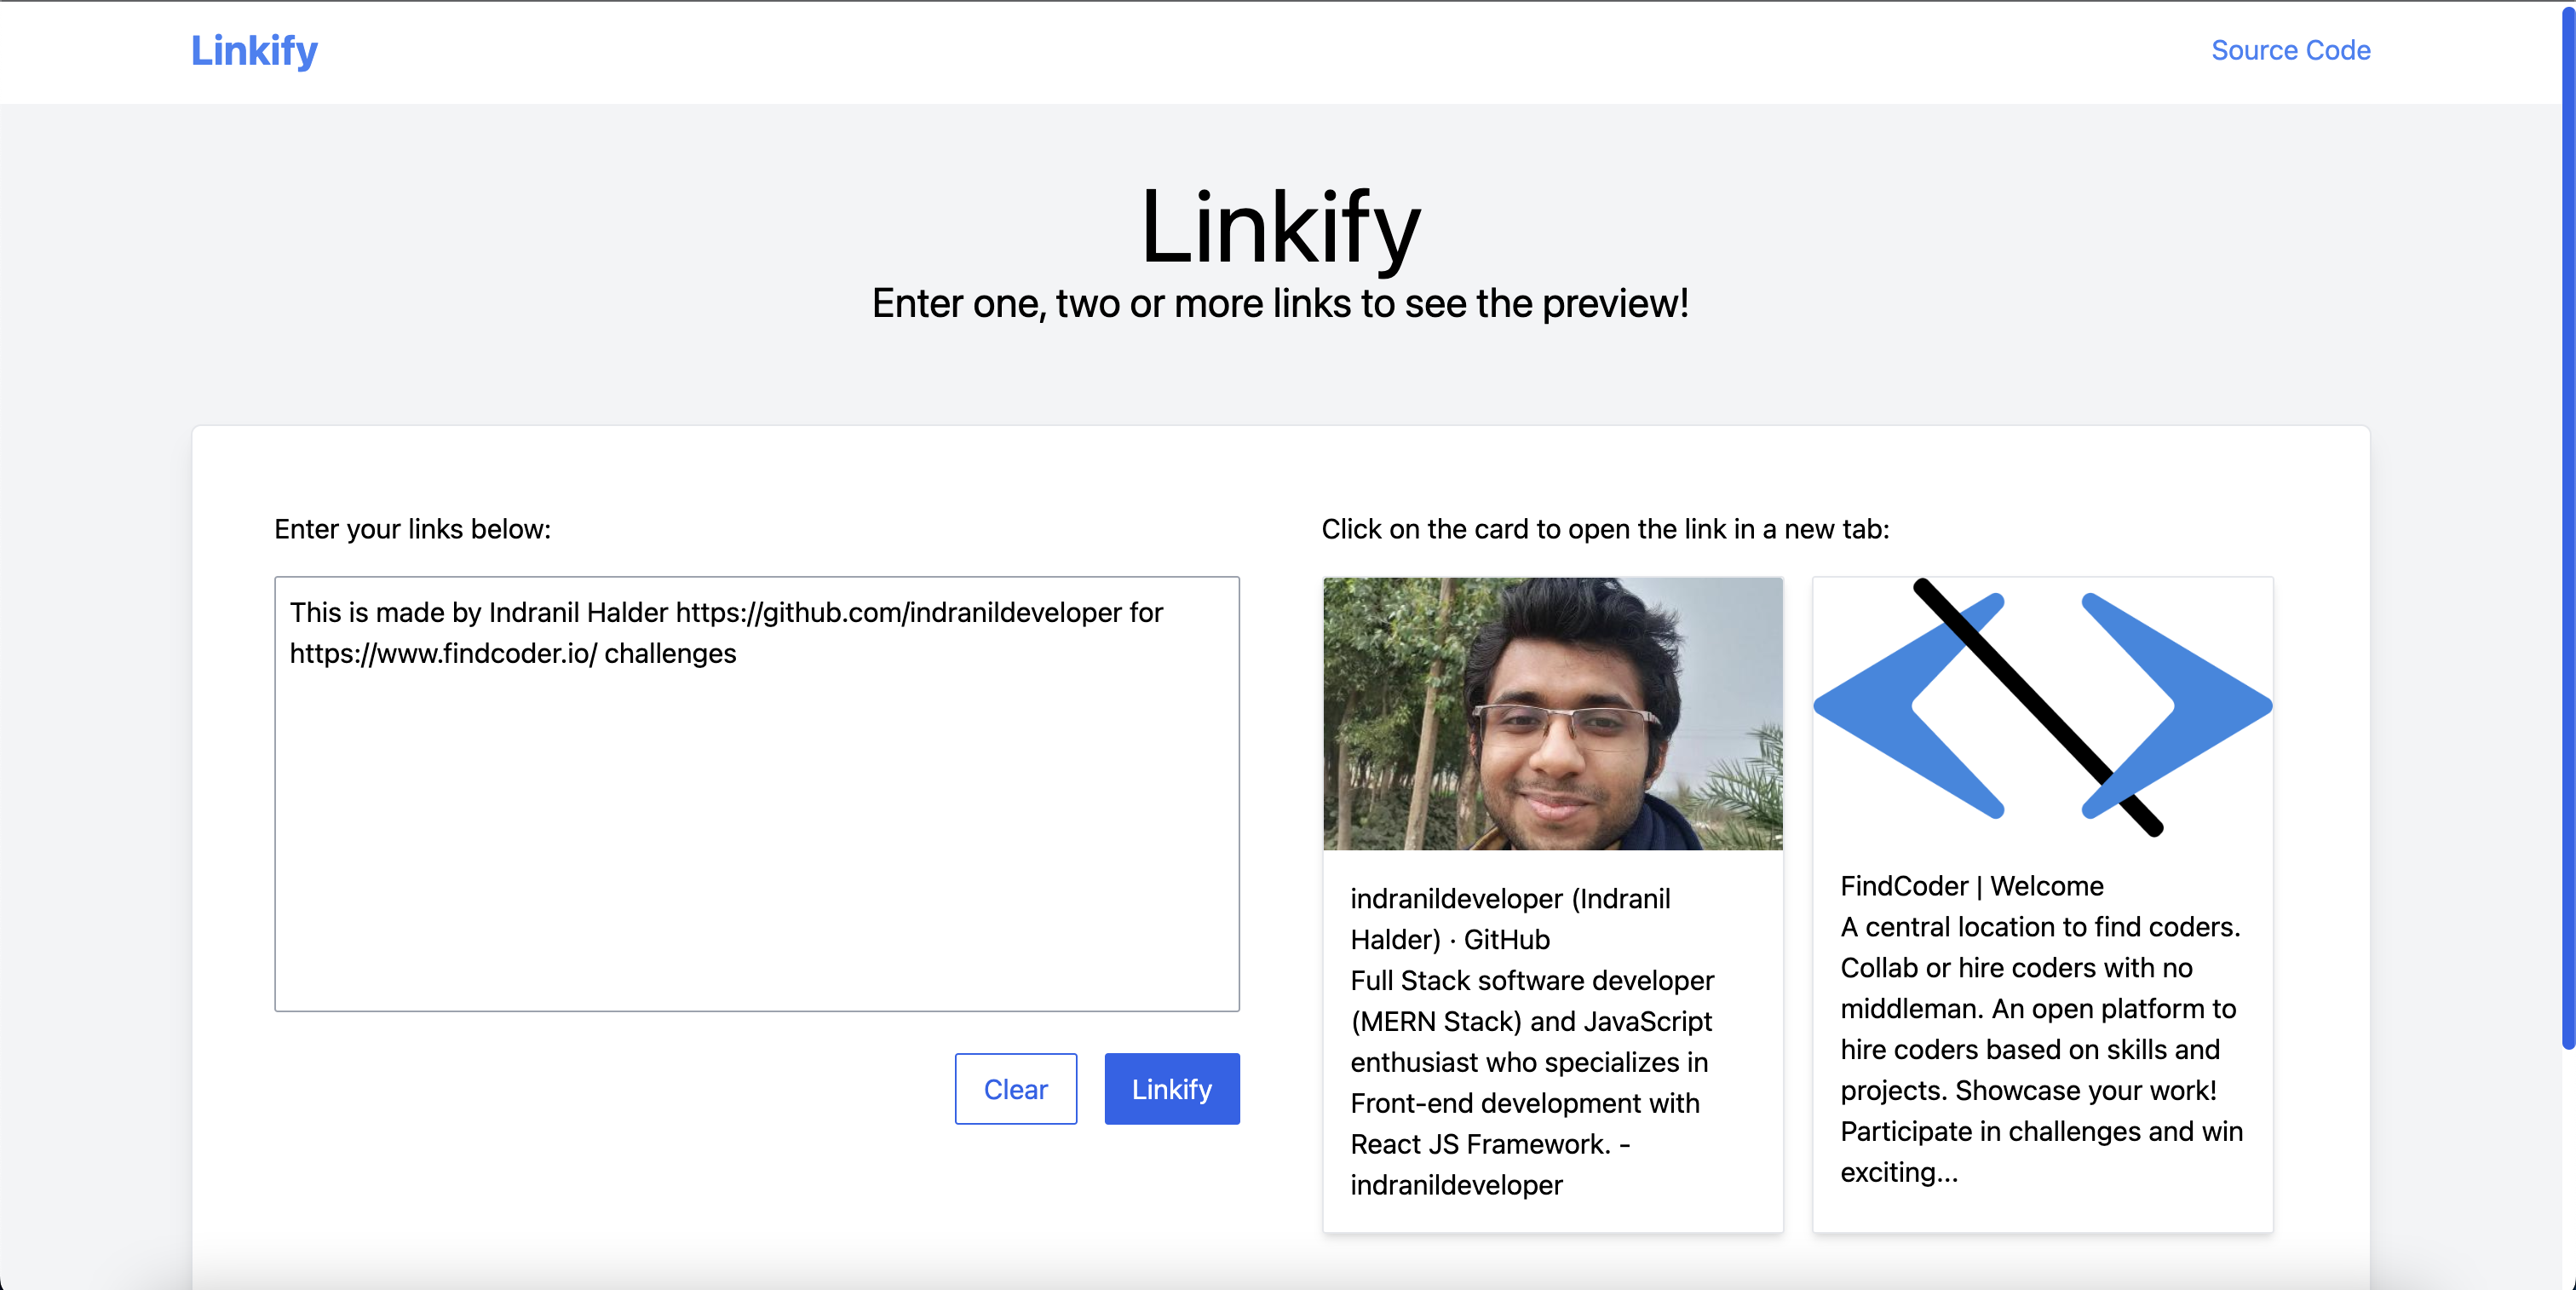 Linkify
Source Code
Linkify
Enter one, two or more links to see the preview!
Enter your links below:
This is made by Indranil Halder https://github.com/indranildeveloper for
https://www.findcoder.io/ challenges
Clear
Linkify
Click on the card to open the link in a new tab:
indranildeveloper (Indranil
Halder) · GitHub
Full Stack software developer
(MERN Stack) and JavaScript
enthusiast who specializes in
Front-end development with
React JS Framework. -
indranildeveloper
FindCoder | Welcome
A central location to find coders.
Collab or hire coders with no
middleman. An open platform to
hire coders based on skills and
projects. Showcase your work!
Participate in challenges and win
exciting...